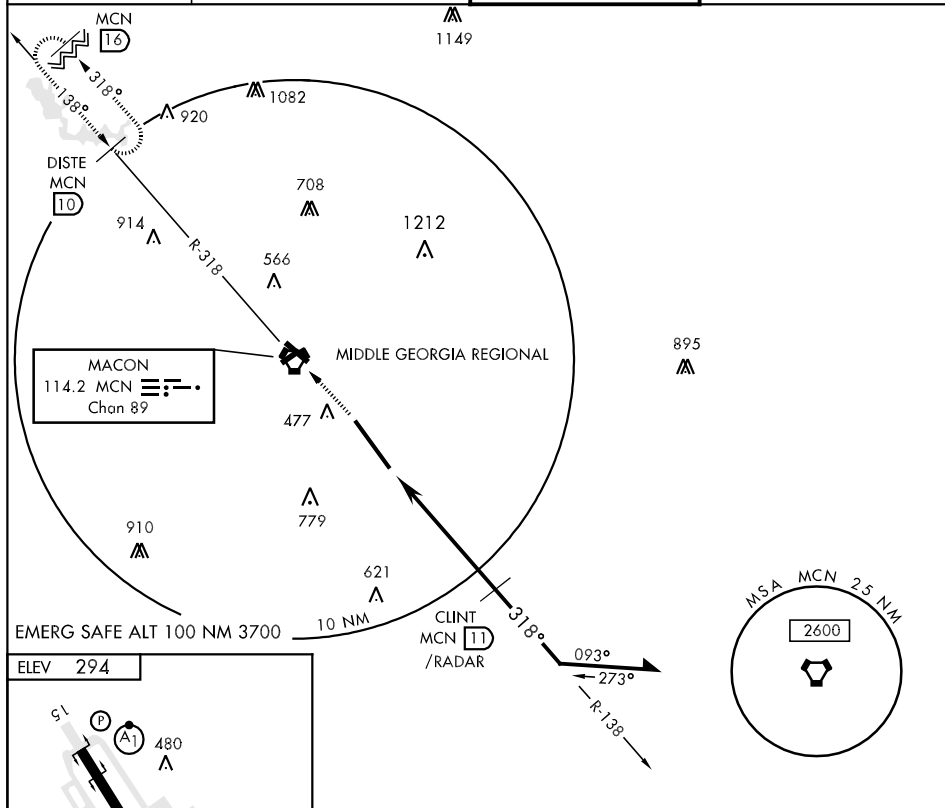 MCN
16
1149
318°
138°
920
1082
DISTE
MCN
10
708
914
1212
R-318
566
MACON
114.2 MCN
Chan 89
MIDDLE GEORGIA REGIONAL
895
477
779
910
621
10 NM
CLINT
MCN 11
/RADAR
318°
093°
273°
R-138
MSA MCN 25 NM
2600
EMERG SAFE ALT 100 NM 3700
ELEV 294
15
P
A1
480